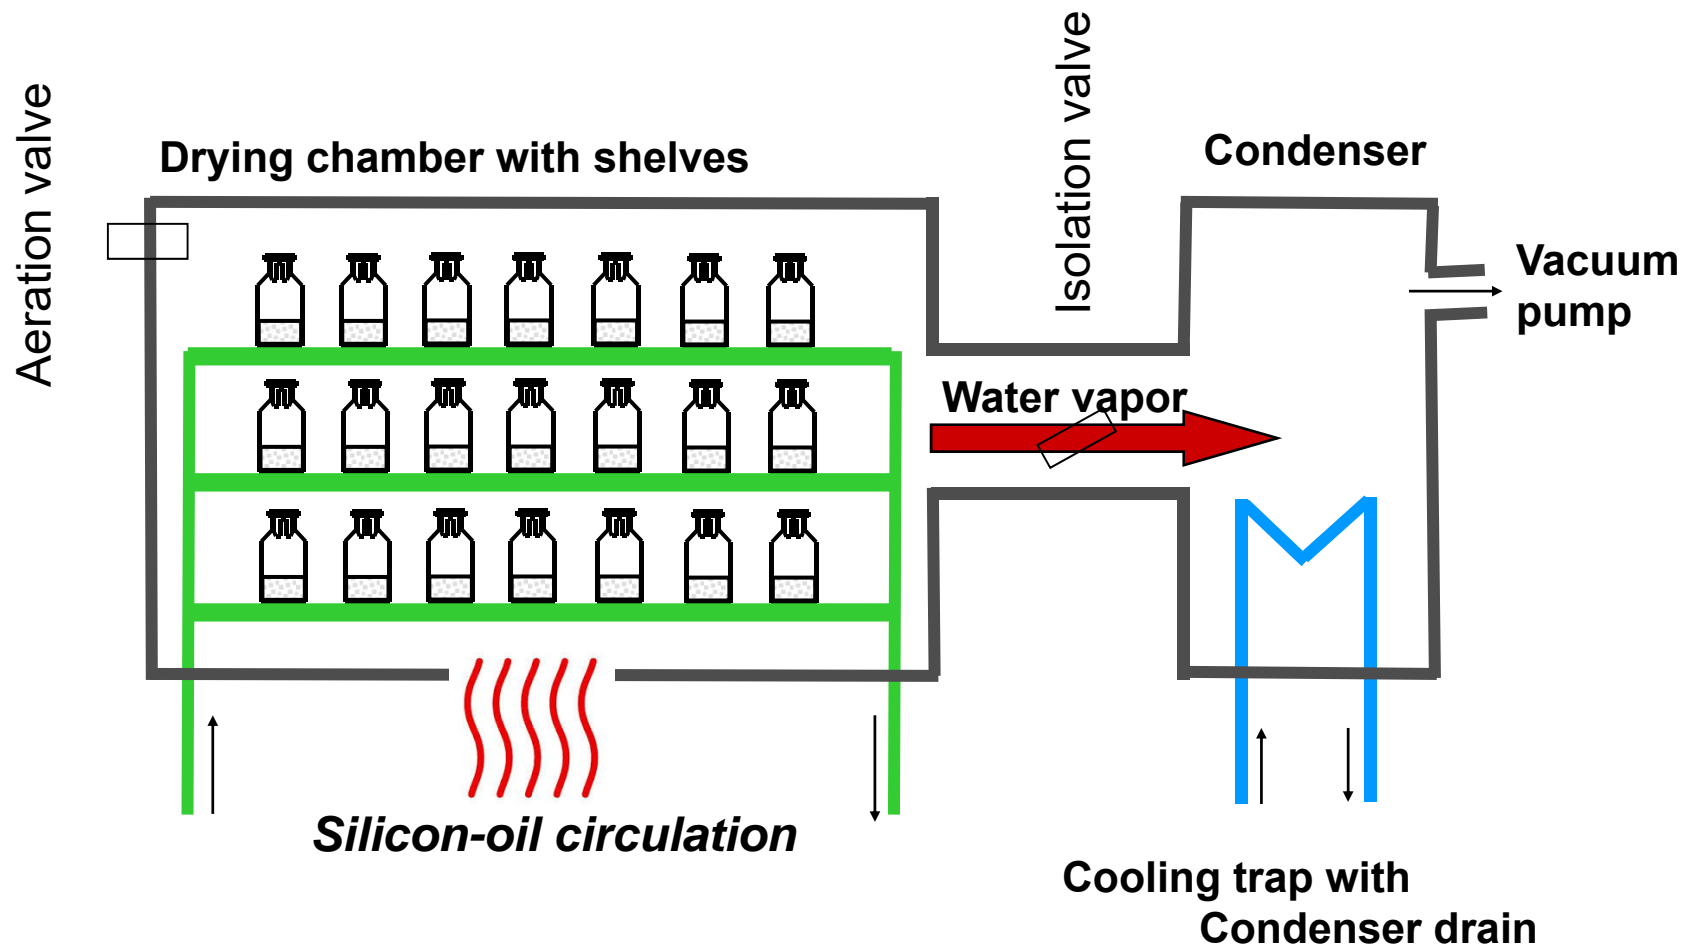 Aeration valve
Drying chamber with shelves
Isolation valve
Condenser
Vacuum
pump
Water vapor
Silicon-oil circulation
Cooling trap with
Condenser drain